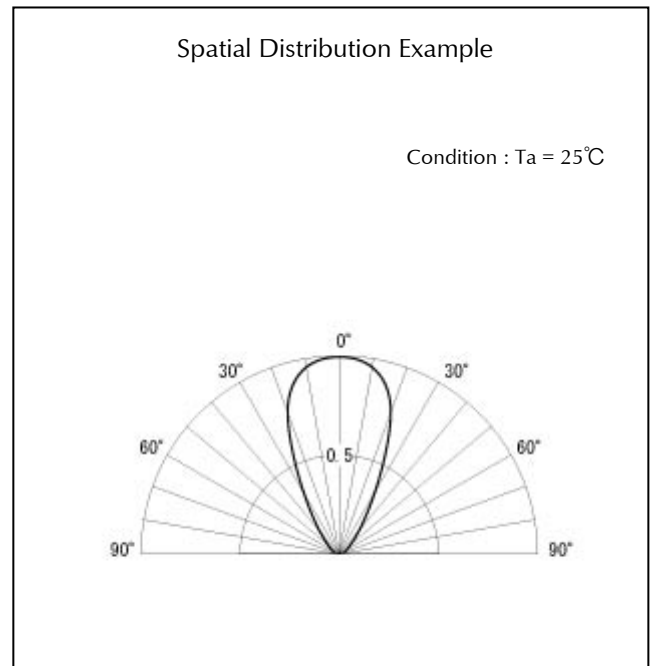 Spatial Distribution Example
Condition : Ta = 25℃
0°
30° 30°
60° 60°
0. 5
90° 90°